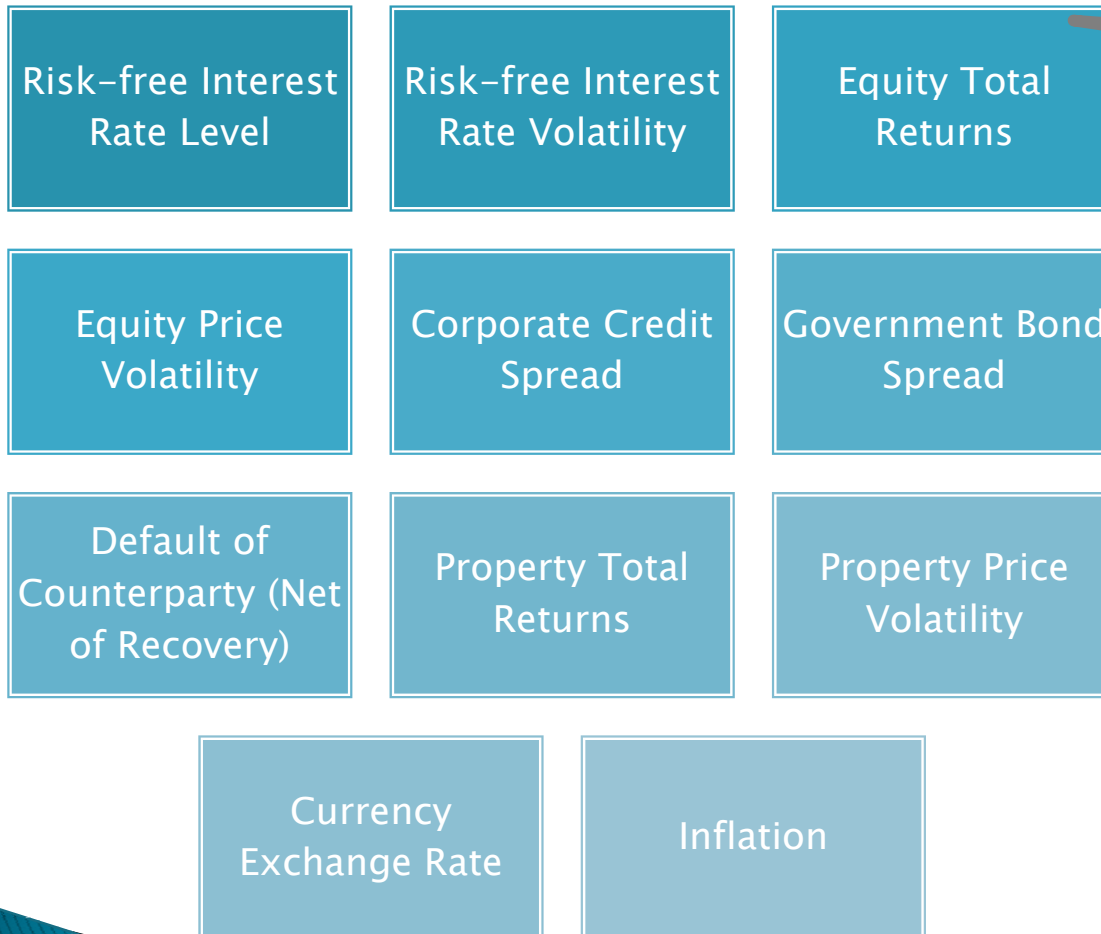 Risk-free Interest
Rate Level
Risk-free Interest
Rate Volatility
Equity Total
Returns
Equity Price
Volatility
Corporate Credit
Spread
Government Bond
Spread
Default of
Counterparty (Net
of Recovery)
Property Total
Returns
Property Price
Volatility
Currency
Exchange Rate
Inflation